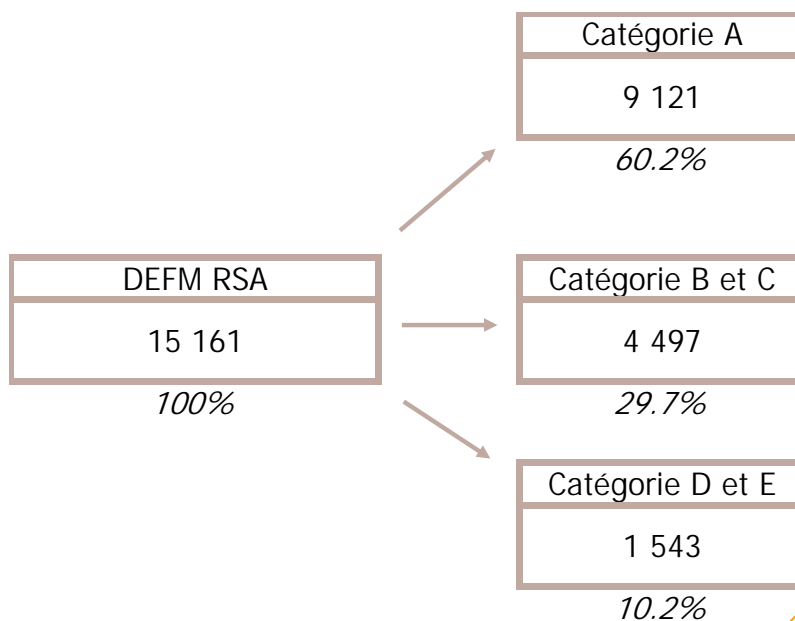 Catégorie A
9 121
60.2%
DEFM RSA
15 161
100%
Catégorie B et C
4 497
29.7%
Catégorie D et E
1 543
10.2%